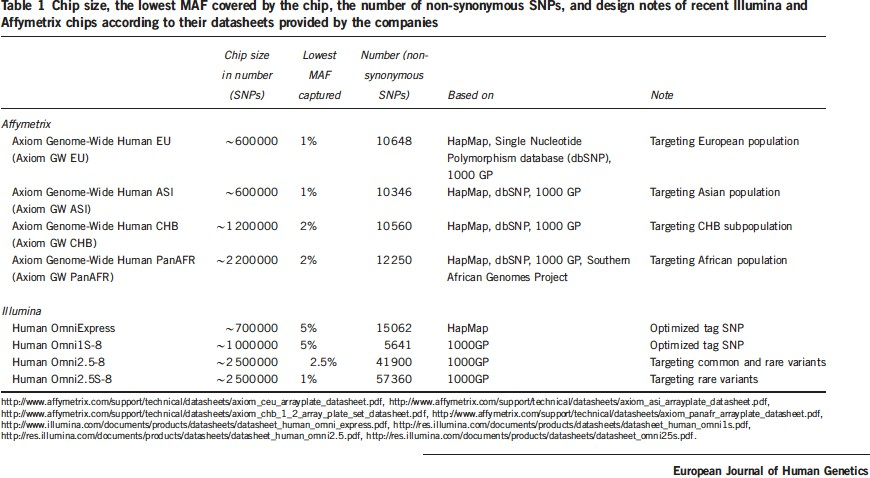 Table 1 Chip size, the lowest MAF covered by the chip, the number of non-synonymous SNPs, and design notes of recent Illumina and
Affymetrix chips according to their datasheets provided by the companies
Chip size Lowest Number (non-
in number MAF synonymous
(SNPs) captured SNPs) Based on Note
Affymetrix
Axiom Genome-Wide Human EU ~600000 1% 10648 HapMap, Single Nucleotide Targeting European population
(Axiom GW EU) Polymorphism database (dbSNP),
1000 GP
Axiom Genome-Wide Human ASI ~600000 1% 10346 HapMap, dbSNP, 1000 GP Targeting Asian population
(Axiom GW ASI)
Axiom Genome-Wide Human CHB ~1200000 2% 10560 HapMap, dbSNP, 1000 GP Targeting CHB subpopulation
(Axiom GW CHB)
Axiom Genome-Wide Human PanAFR ~2200000 2% 12250 HapMap, dbSNP, 1000 GP, Southern Targeting African population
(Axiom GW PanAFR) African Genomes Project
Illumina
Human OmniExpress ~700000 5% 15062 HapMap Optimized tag SNP
Human Omni1S-8 ~1000000 5% 5641 1000GP Optimized tag SNP
Human Omni2.5-8 ~2500000 2.5% 41900 1000GP Targeting common and rare variants
Human Omni2.5S-8 ~2500000 1% 57360 1000GP Targeting rare variants
http://www.affymetrix.com/support/technical/datasheets/axiom_ceu_arrayplate_datasheet.pdf, http://www.affymetrix.com/support/technical/datasheets/axiom_asi_arrayplate_datasheet.pdf,
http://www.affymetrix.com/support/technical/datasheets/axiom_chb_1_2_array_plate_set_datasheet.pdf, http://www.affymetrix.com/support/technical/datasheets/axiom_panafr_arrayplate_datasheet.pdf,
http://www.illumina.com/documents/products/datasheets/datasheet_human_omni_express.pdf, http://res.illumina.com/documents/products/datasheets/datasheet_human_omni1s.pdf,
http://res.illumina.com/documents/products/datasheets/datasheet_human_omni2.5.pdf, http://res.illumina.com/documents/products/datasheets/datasheet_omni25s.pdf.
European Journal of Human Genetics